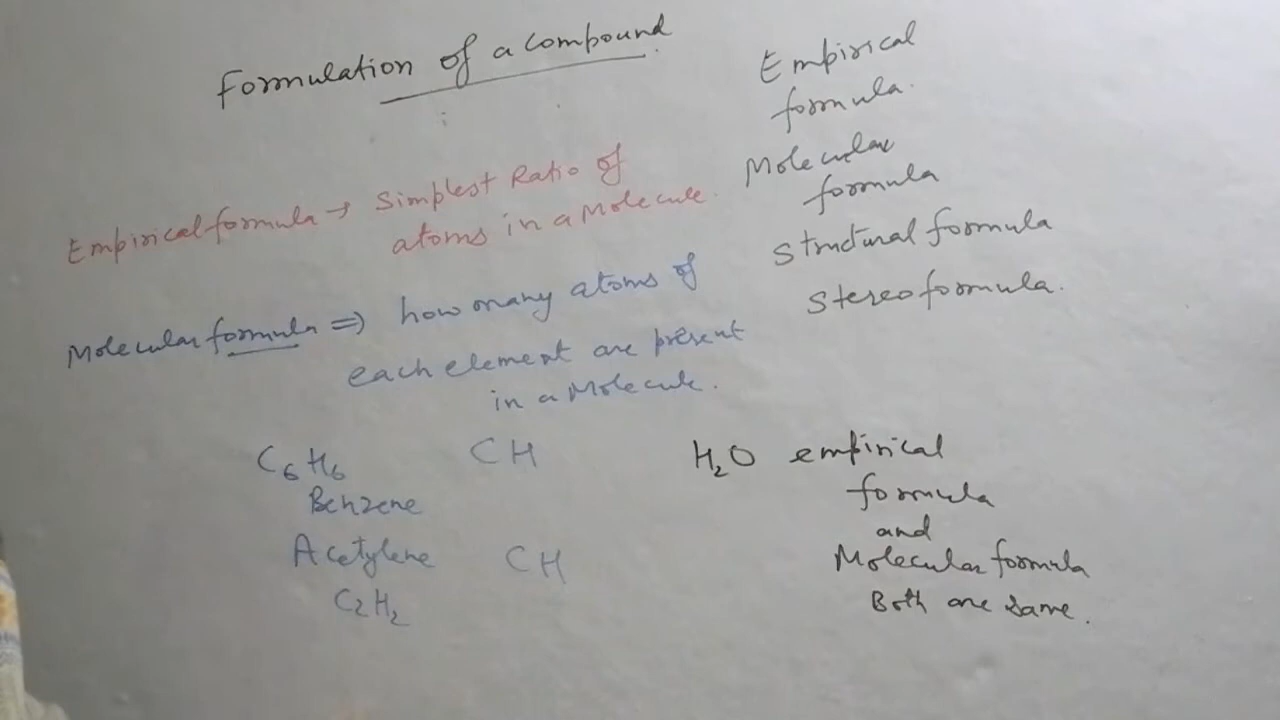 Formulation of a compound
Empirical formula → Simplest Ratio of
atoms in a Molecule.
Molecular formula ⇒ how many atoms of
each element are present
in a Molecule.
C₆H₆ CH
Benzene
Acetylene CH
C₂H₂
Empirical
formula.
Molecular
formula
Structural formula
Stereo formula.
H₂O empirical
formula
and
Molecular formula
Both are same.